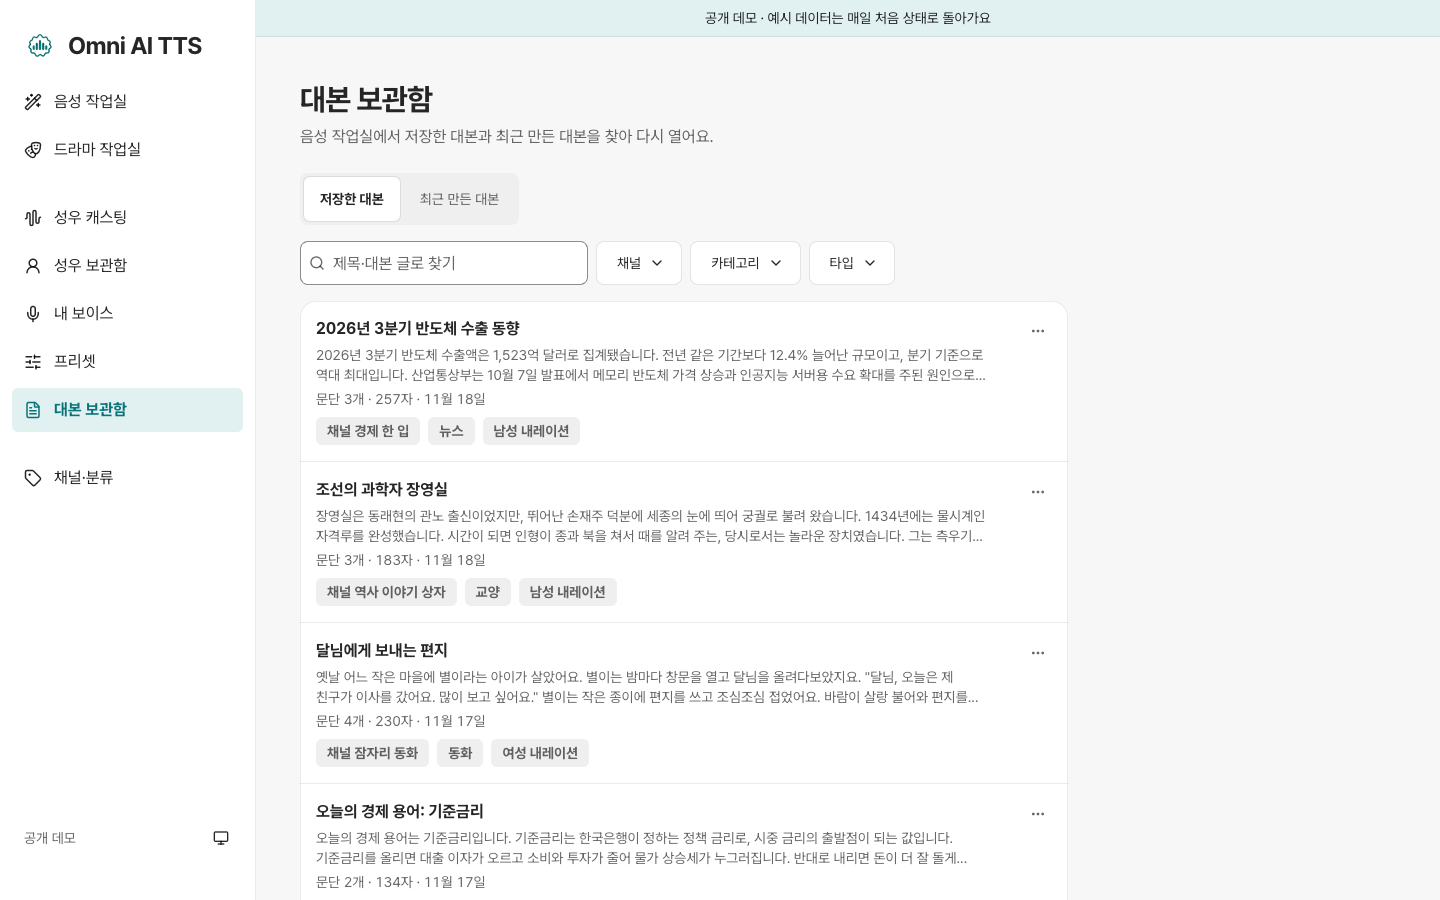 공개 데모 · 예시 데이터는 매일 처음 상태로 돌아가요
Omni AI TTS
음성 작업실
드라마 작업실
성우 캐스팅
성우 보관함
내 보이스
프리셋
대본 보관함
채널·분류
공개 데모
대본 보관함
음성 작업실에서 저장한 대본과 최근 만든 대본을 찾아 다시 열어요.
저장한 대본
최근 만든 대본
제목·대본 글로 찾기
채널
카테고리
타입
2026년 3분기 반도체 수출 동향
2026년 3분기 반도체 수출액은 1,523억 달러로 집계됐습니다. 전년 같은 기간보다 12.4% 늘어난 규모이고, 분기 기준으로
역대 최대입니다. 산업통상부는 10월 7일 발표에서 메모리 반도체 가격 상승과 인공지능 서버용 수요 확대를 주된 원인으로…
문단 3개 · 257자 · 11월 18일
채널 경제 한 입
뉴스
남성 내레이션
조선의 과학자 장영실
장영실은 동래현의 관노 출신이었지만, 뛰어난 손재주 덕분에 세종의 눈에 띄어 궁궐로 불려 왔습니다. 1434년에는 물시계인
자격루를 완성했습니다. 시간이 되면 인형이 종과 북을 쳐서 때를 알려 주는, 당시로서는 놀라운 장치였습니다. 그는 측우기…
문단 3개 · 183자 · 11월 18일
채널 역사 이야기 상자
교양
남성 내레이션
달님에게 보내는 편지
옛날 어느 작은 마을에 별이라는 아이가 살았어요. 별이는 밤마다 창문을 열고 달님을 올려다보았지요. "달님, 오늘은 제
친구가 이사를 갔어요. 많이 보고 싶어요." 별이는 작은 종이에 편지를 쓰고 조심조심 접었어요. 바람이 살랑 불어와 편지를…
문단 4개 · 230자 · 11월 17일
채널 잠자리 동화
동화
여성 내레이션
오늘의 경제 용어: 기준금리
오늘의 경제 용어는 기준금리입니다. 기준금리는 한국은행이 정하는 정책 금리로, 시중 금리의 출발점이 되는 값입니다.
기준금리를 올리면 대출 이자가 오르고 소비와 투자가 줄어 물가 상승세가 누그러집니다. 반대로 내리면 돈이 더 잘 돌게…
문단 2개 · 134자 · 11월 17일